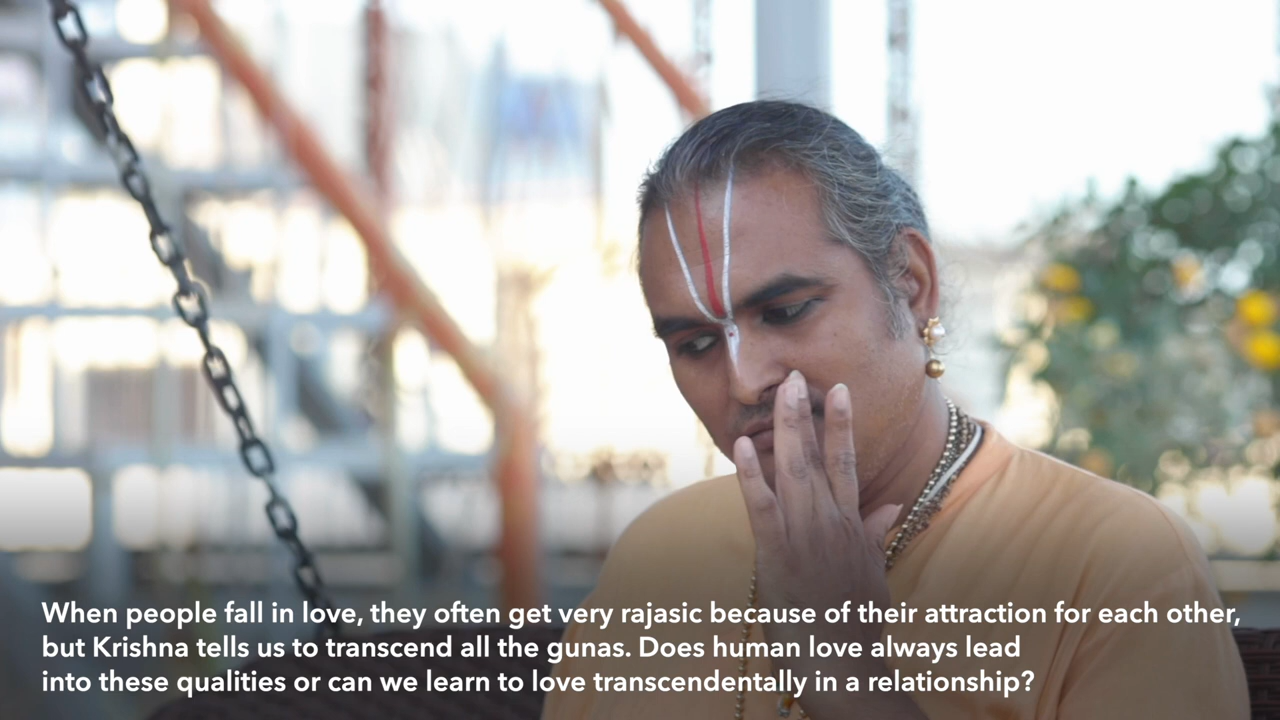 When people fall in love, they often get very rajasic because of their attraction for each other,
but Krishna tells us to transcend all the gunas. Does human love always lead
into these qualities or can we learn to love transcendentally in a relationship?